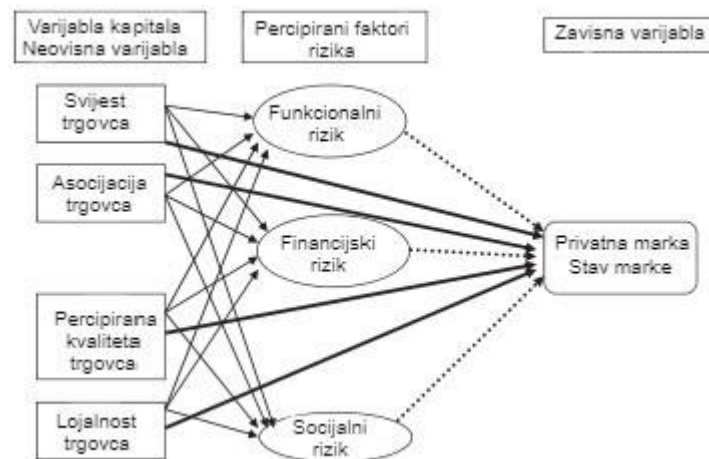 Varijabla kapitala
Neovisna varijabla
Percipirani faktori
rizika
Zavisna varijabla
Svijest
trgovca
Asocijacija
trgovca
Percipirana
kvaliteta
trgovca
Lojalnost
trgovca
Funkcionalni
rizik
Financijski
rizik
Socijalni
rizik
Privatna marka
Stav marke